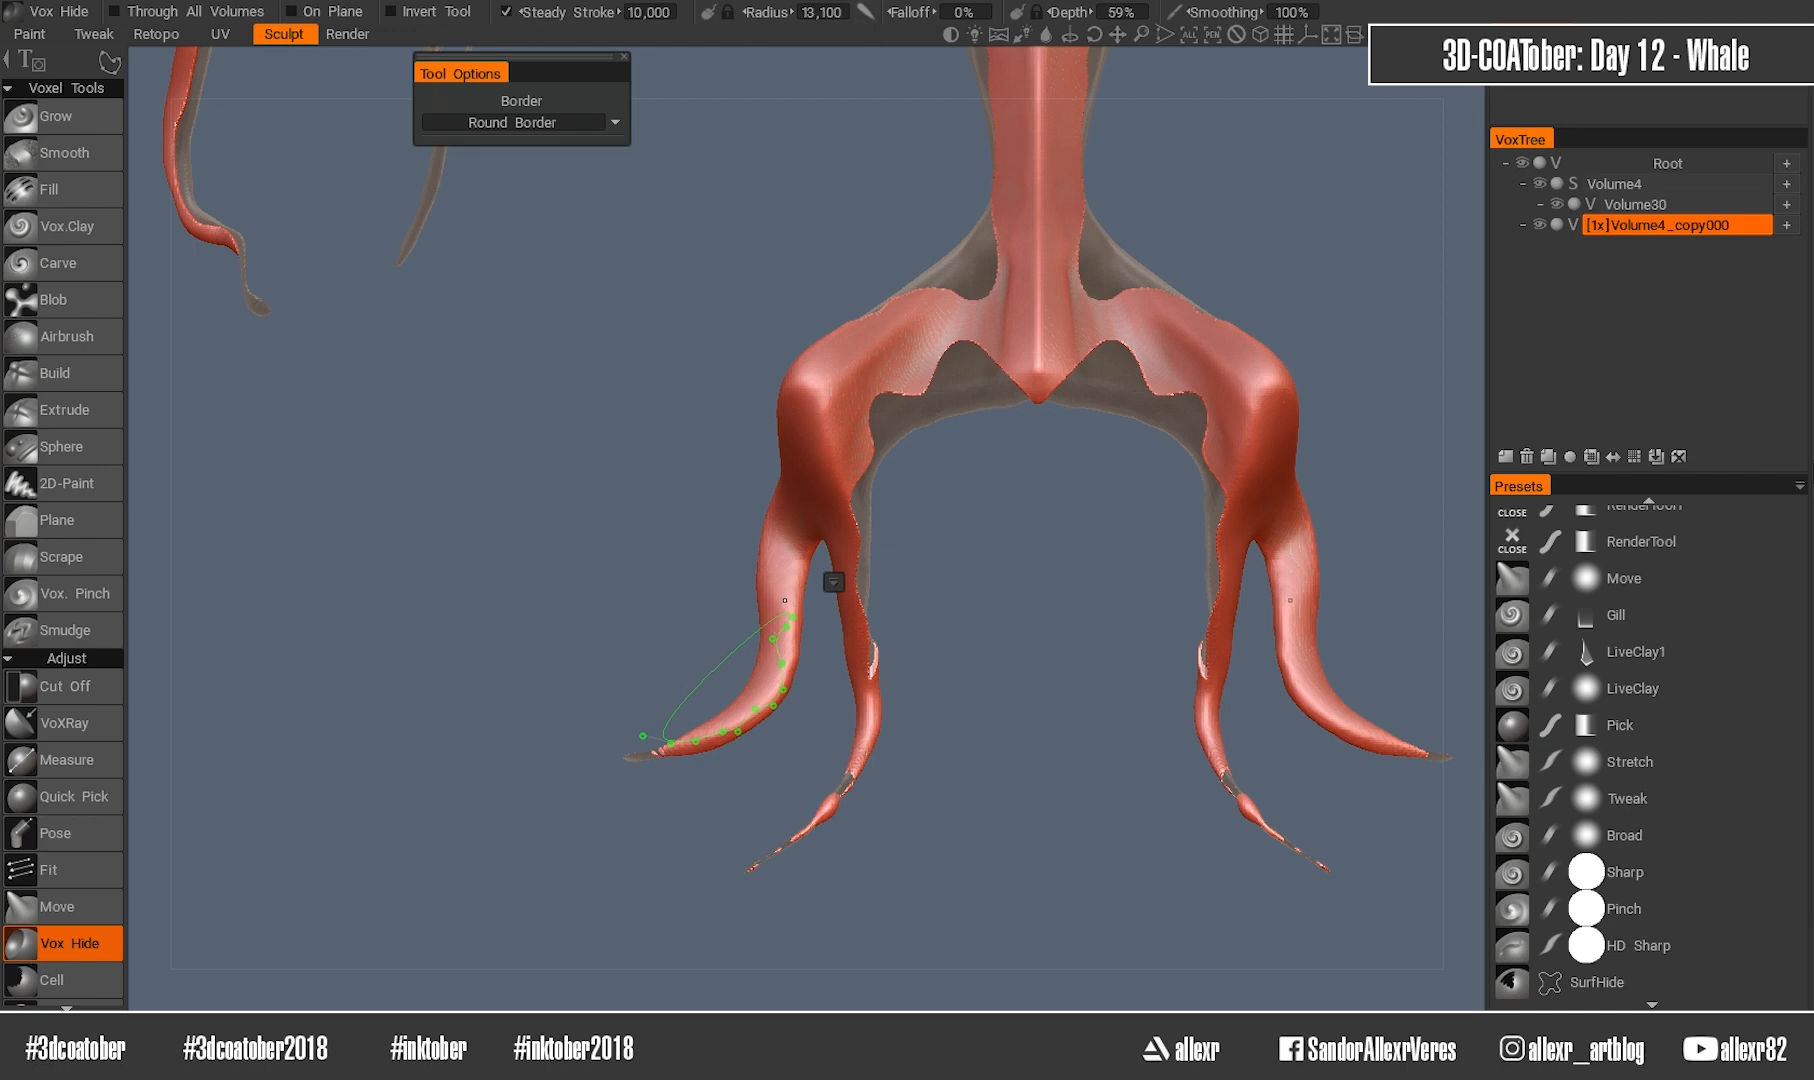 Vox Hide Through All Volumes On Plane Invert Tool Steady Stroke 10,000 Radius 13,100 Falloff 0% Depth 59% Smoothing 100%
Paint Tweak Retopo UV Sculpt Render
ALL PEN
3D-COATober: Day 12 - Whale
Voxel Tools
Grow
Smooth
Fill
Vox.Clay
Carve
Blob
Airbrush
Build
Extrude
Sphere
2D-Paint
Plane
Scrape
Vox. Pinch
Smudge
Adjust
Cut Off
VoXRay
Measure
Quick Pick
Pose
Fit
Move
Vox Hide
Cell
Tool Options
Border
Round Border
VoxTree
V Root +
S Volume4 +
V Volume30 +
V [1x]Volume4_copy000 +
Presets
CLOSE
CLOSE RenderTool
Move
Gill
LiveClay1
LiveClay
Pick
Stretch
Tweak
Broad
Sharp
Pinch
HD Sharp
SurfHide
#3dcoatober #3dcoatober2018 #inktober #inktober2018 allexr SandorAllexrVeres allexr_artblog allexr82